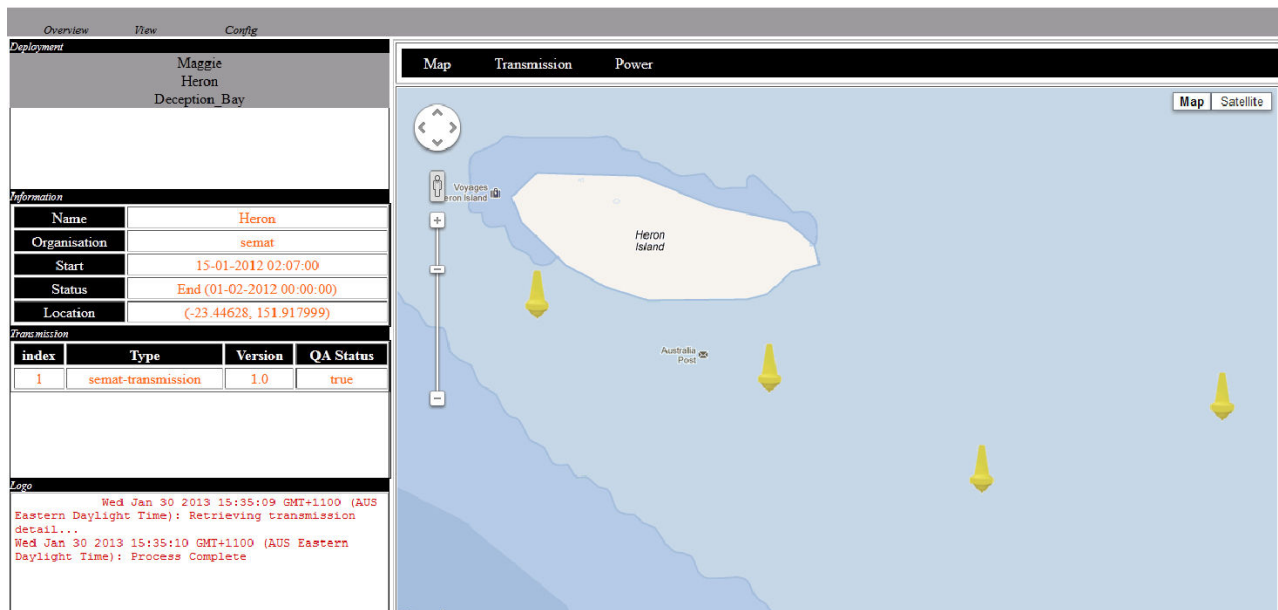 Overview View Config
Deployment
Maggie
Heron
Deception_Bay
Information
Name Heron
Organisation semat
Start 15-01-2012 02:07:00
Status End (01-02-2012 00:00:00)
Location (-23.44628, 151.917999)
Transmission
index Type Version QA Status
1 semat-transmission 1.0 true
Logo
Wed Jan 30 2013 15:35:09 GMT+1100 (AUS
Eastern Daylight Time): Retrieving transmission
detail...
Wed Jan 30 2013 15:35:10 GMT+1100 (AUS Eastern
Daylight Time): Process Complete
Map Transmission Power
Map Satellite
Voyages
eron Island
Heron
Island
Australia
Post